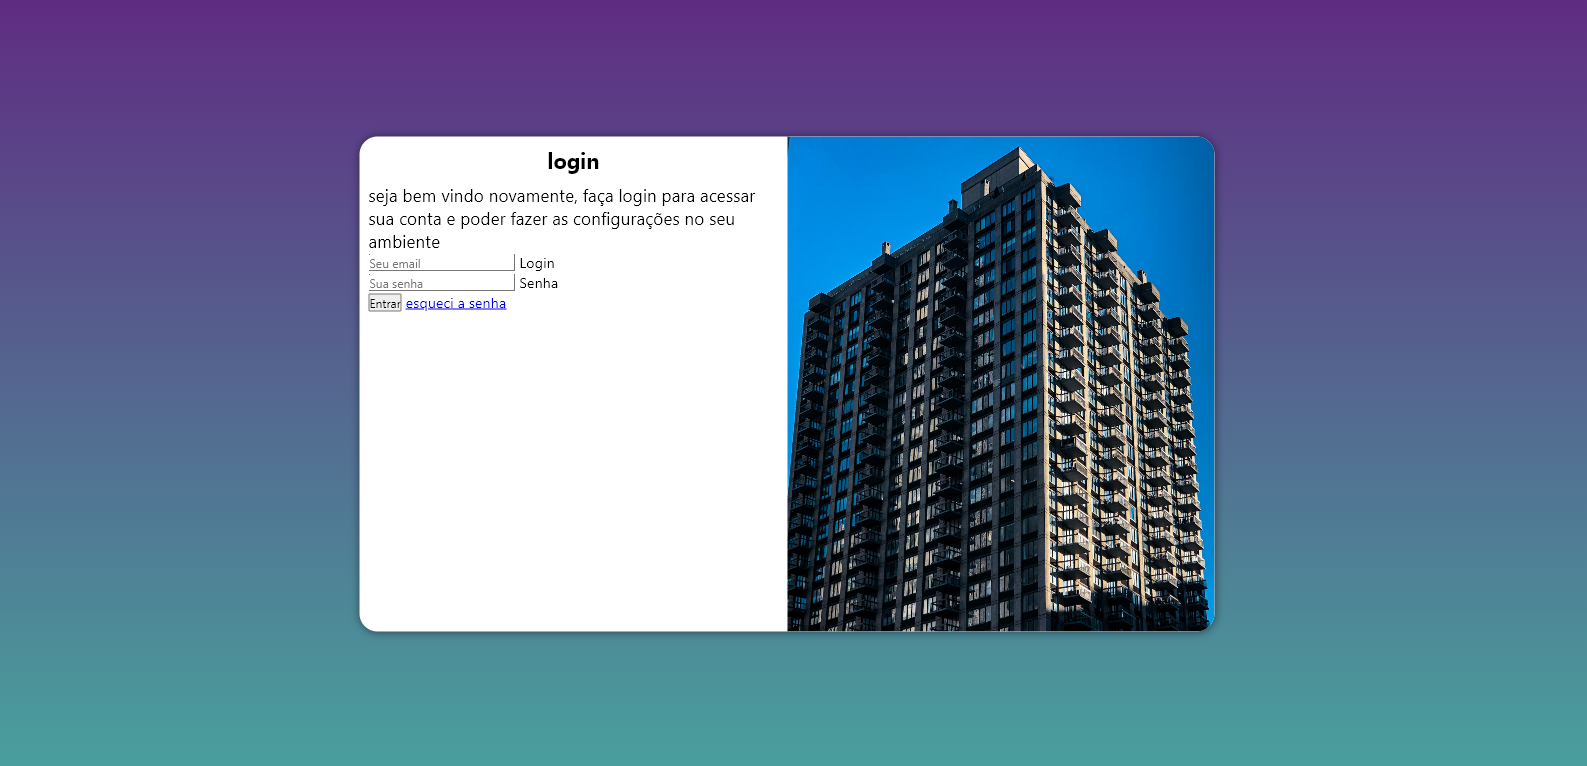 login
seja bem vindo novamente, faça login para acessar
sua conta e poder fazer as configurações no seu
ambiente
Seu email Login
Sua senha Senha
Entrar esqueci a senha